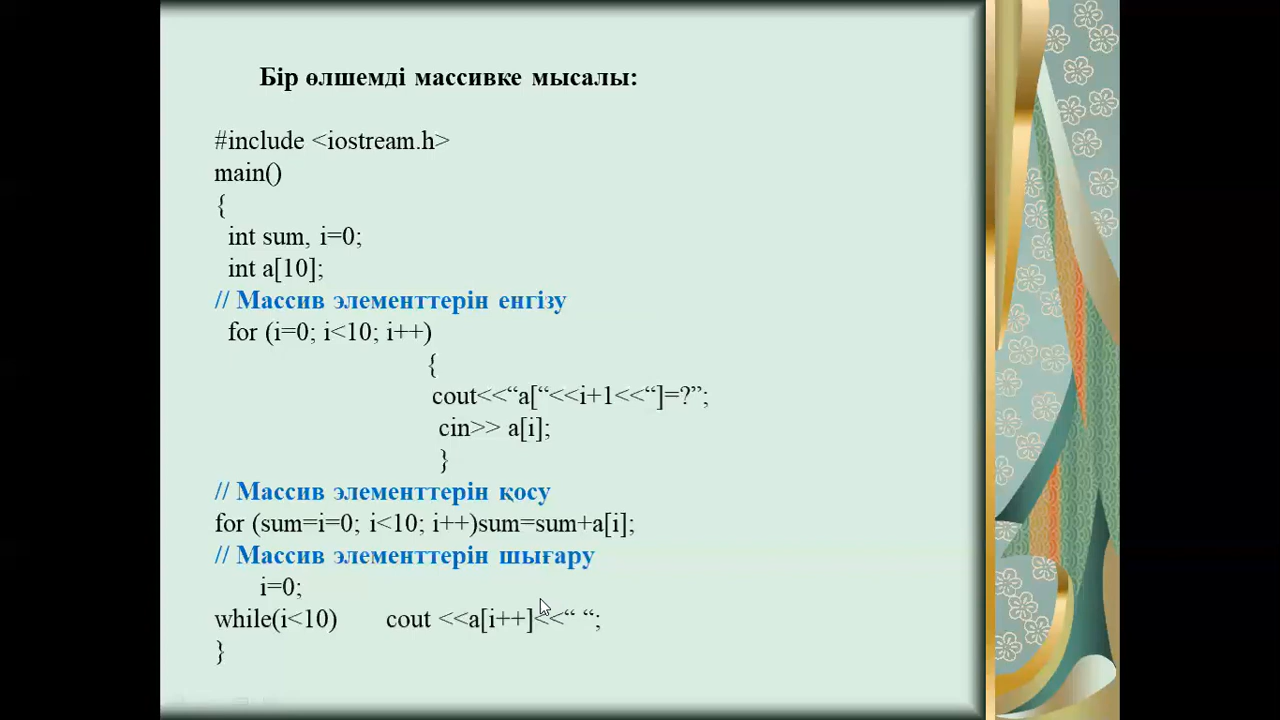 Бір өлшемді массивке мысалы:
#include <iostream.h>
main()
{
int sum, i=0;
int a[10];
// Массив элементтерін енгізу
for (i=0; i<10; i++)
{
cout<<“a[“<<i+1<<“]=?”;
cin>> a[i];
}
// Массив элементтерін қосу
for (sum=i=0; i<10; i++)sum=sum+a[i];
// Массив элементтерін шығару
i=0;
while(i<10) cout <<a[i++]<<“ “;
}